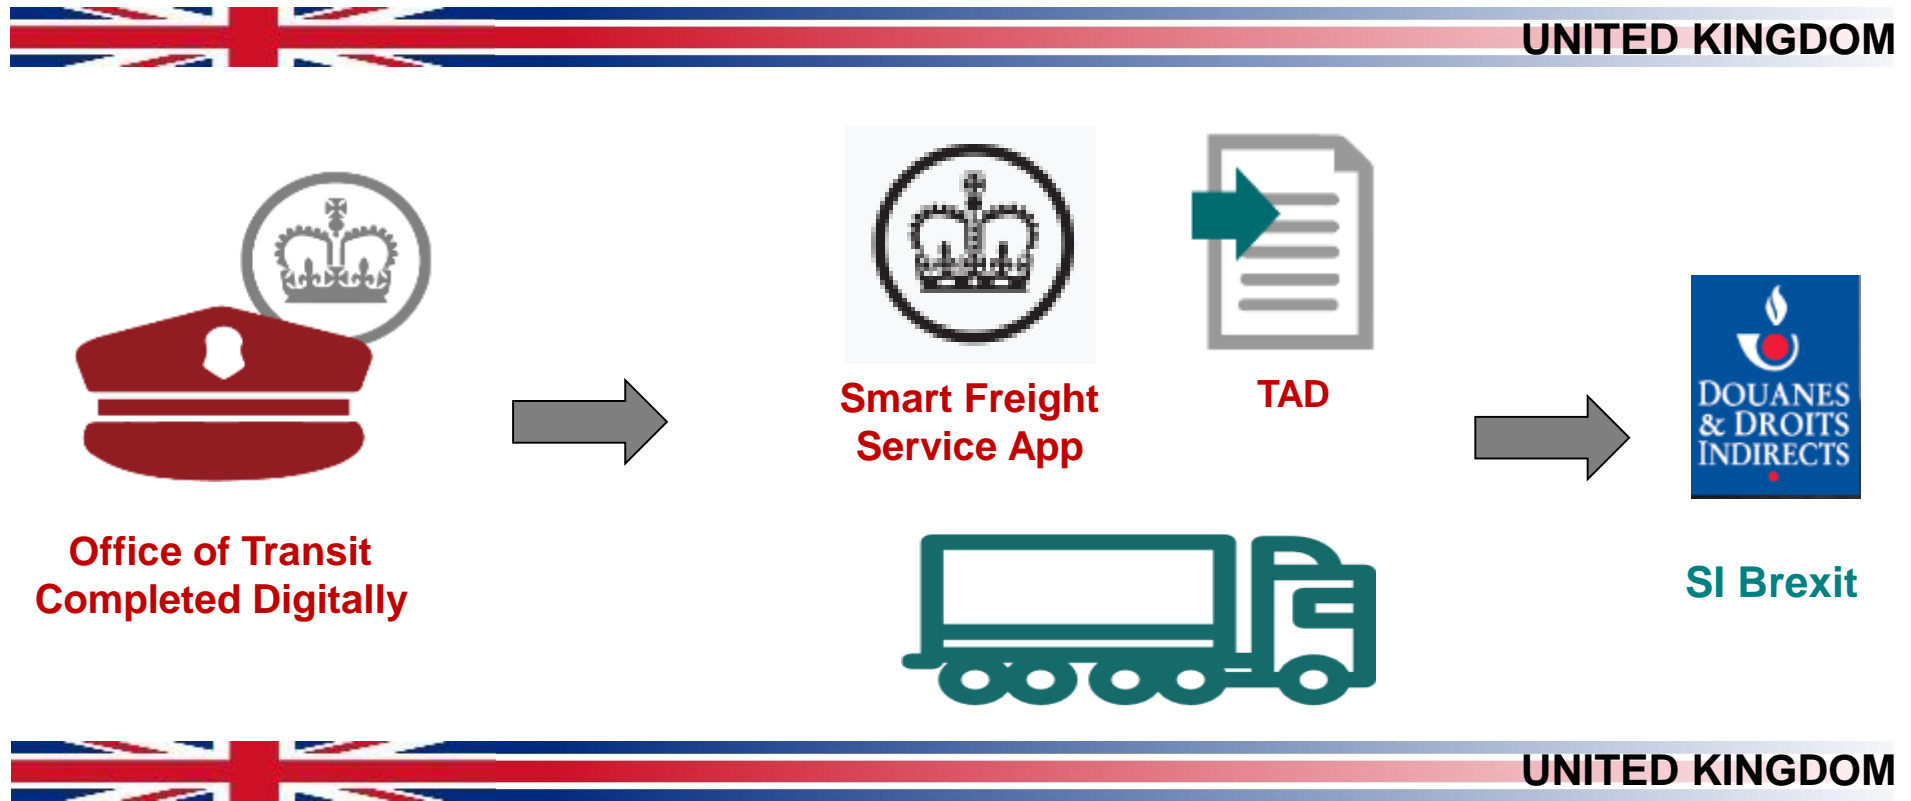 UNITED KINGDOM
Office of Transit
Completed Digitally
Smart Freight
Service App
TAD
DOUANES
& DROITS
INDIRECTS
SI Brexit
UNITED KINGDOM